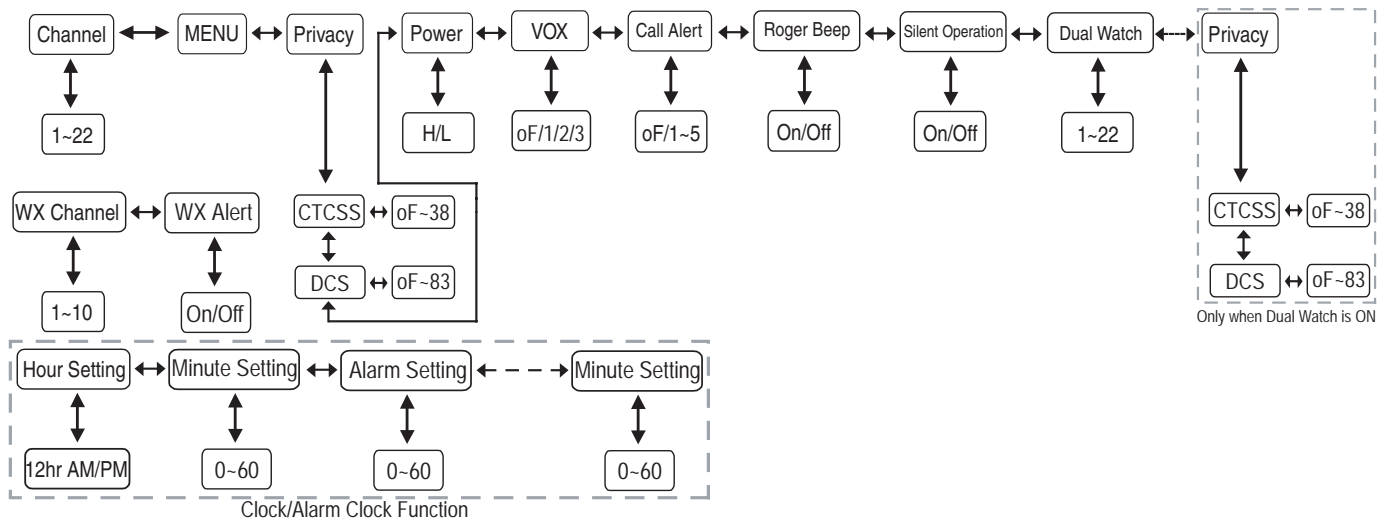 Channel
MENU
Privacy
Power
VOX
Call Alert
Roger Beep
Silent Operation
Dual Watch
Privacy
1~22
H/L
oF/1/2/3
oF/1~5
On/Off
On/Off
1~22
WX Channel
WX Alert
CTCSS
oF~38
CTCSS
oF~38
DCS
oF~83
DCS
oF~83
1~10
On/Off
Only when Dual Watch is ON
Hour Setting
Minute Setting
Alarm Setting
Minute Setting
12hr AM/PM
0~60
0~60
0~60
Clock/Alarm Clock Function